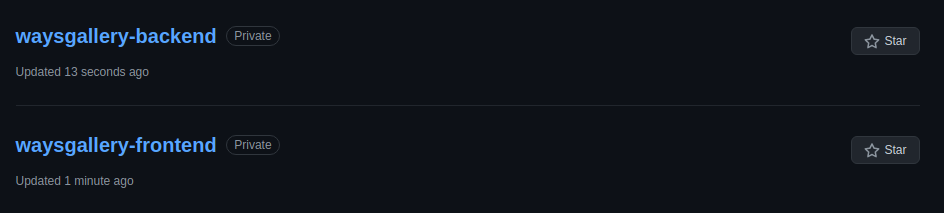 waysgallery-backend Private Star
Updated 13 seconds ago
waysgallery-frontend Private Star
Updated 1 minute ago